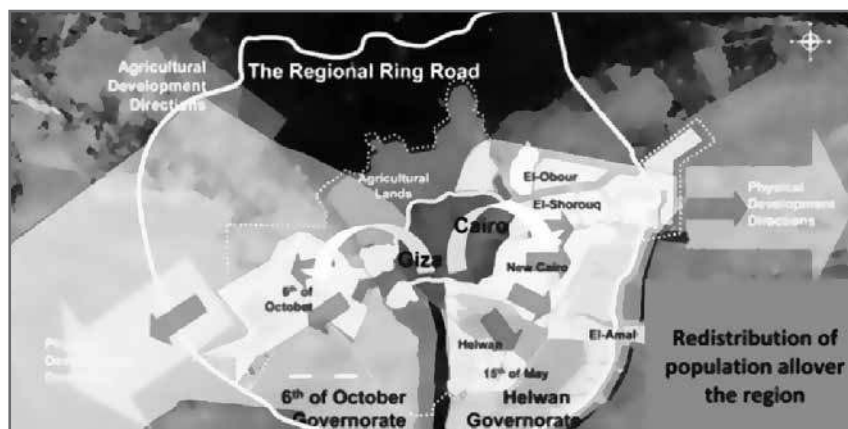 The Regional Ring Road
Agricultural
Development
Directions
Agricultural
Lands
El-Obour
El-Shorouq
Physical
Development
Directions
Cairo
Giza
New Cairo
6th of
October
Helwan
El-Amal
15th of May
6th of October
Governorate
Helwan
Governorate
Redistribution of
population allover
the region